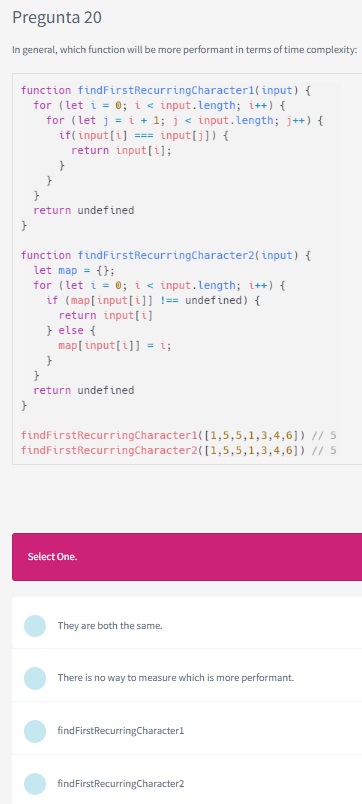 Pregunta 20
In general, which function will be more performant in terms of time complexity:
function findFirstRecurringCharacter1(input) {
  for (let i = 0; i < input.length; i++) {
    for (let j = i + 1; j < input.length; j++) {
      if(input[i] === input[j]) {
        return input[i];
      }
    }
  }
  return undefined
}
function findFirstRecurringCharacter2(input) {
  let map = {};
  for (let i = 0; i < input.length; i++) {
    if (map[input[i]] !== undefined) {
      return input[i]
    } else {
      map[input[i]] = i;
    }
  }
  return undefined
}
findFirstRecurringCharacter1([1,5,5,1,3,4,6]) // 5
findFirstRecurringCharacter2([1,5,5,1,3,4,6]) // 5
Select One.
They are both the same.
There is no way to measure which is more performant.
findFirstRecurringCharacter1
findFirstRecurringCharacter2